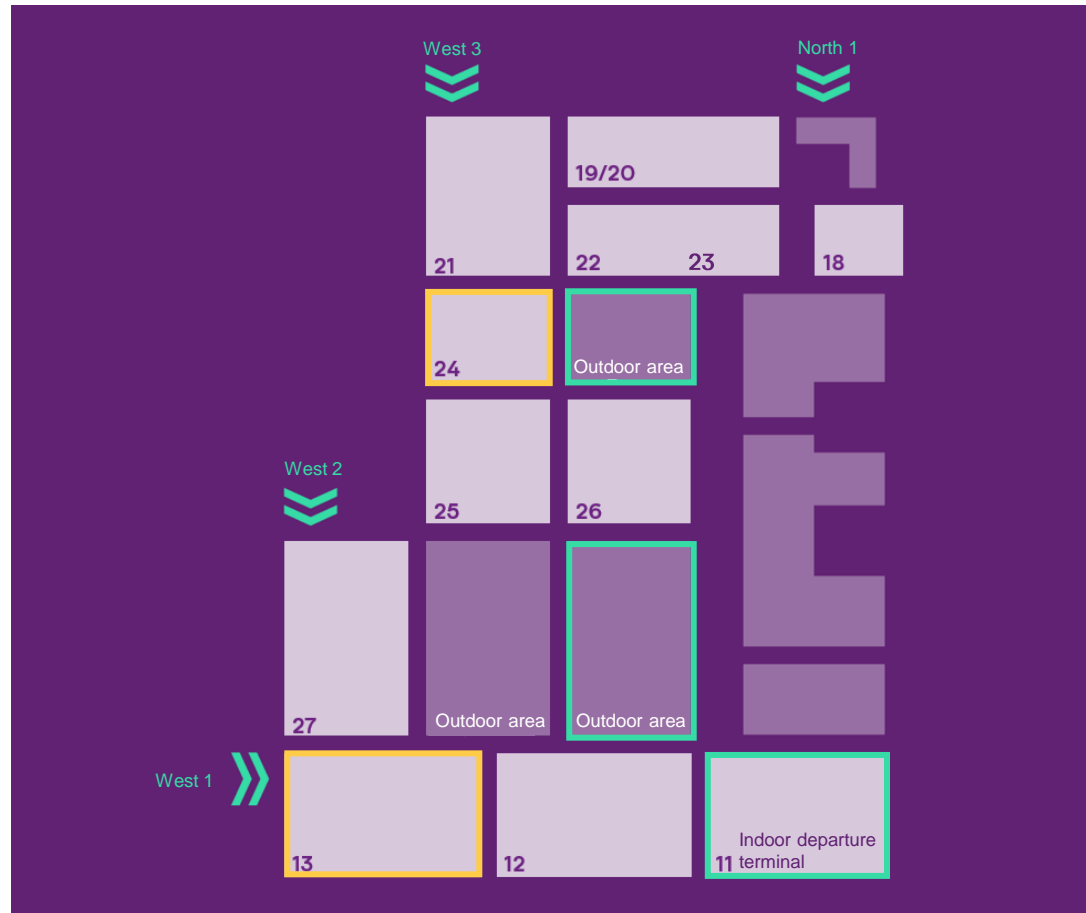 West 3
North 1
19/20
21
22
23
18
24
Outdoor area
West 2
25
26
27
Outdoor area
Outdoor area
West 1
13
12
11
Indoor departure
terminal